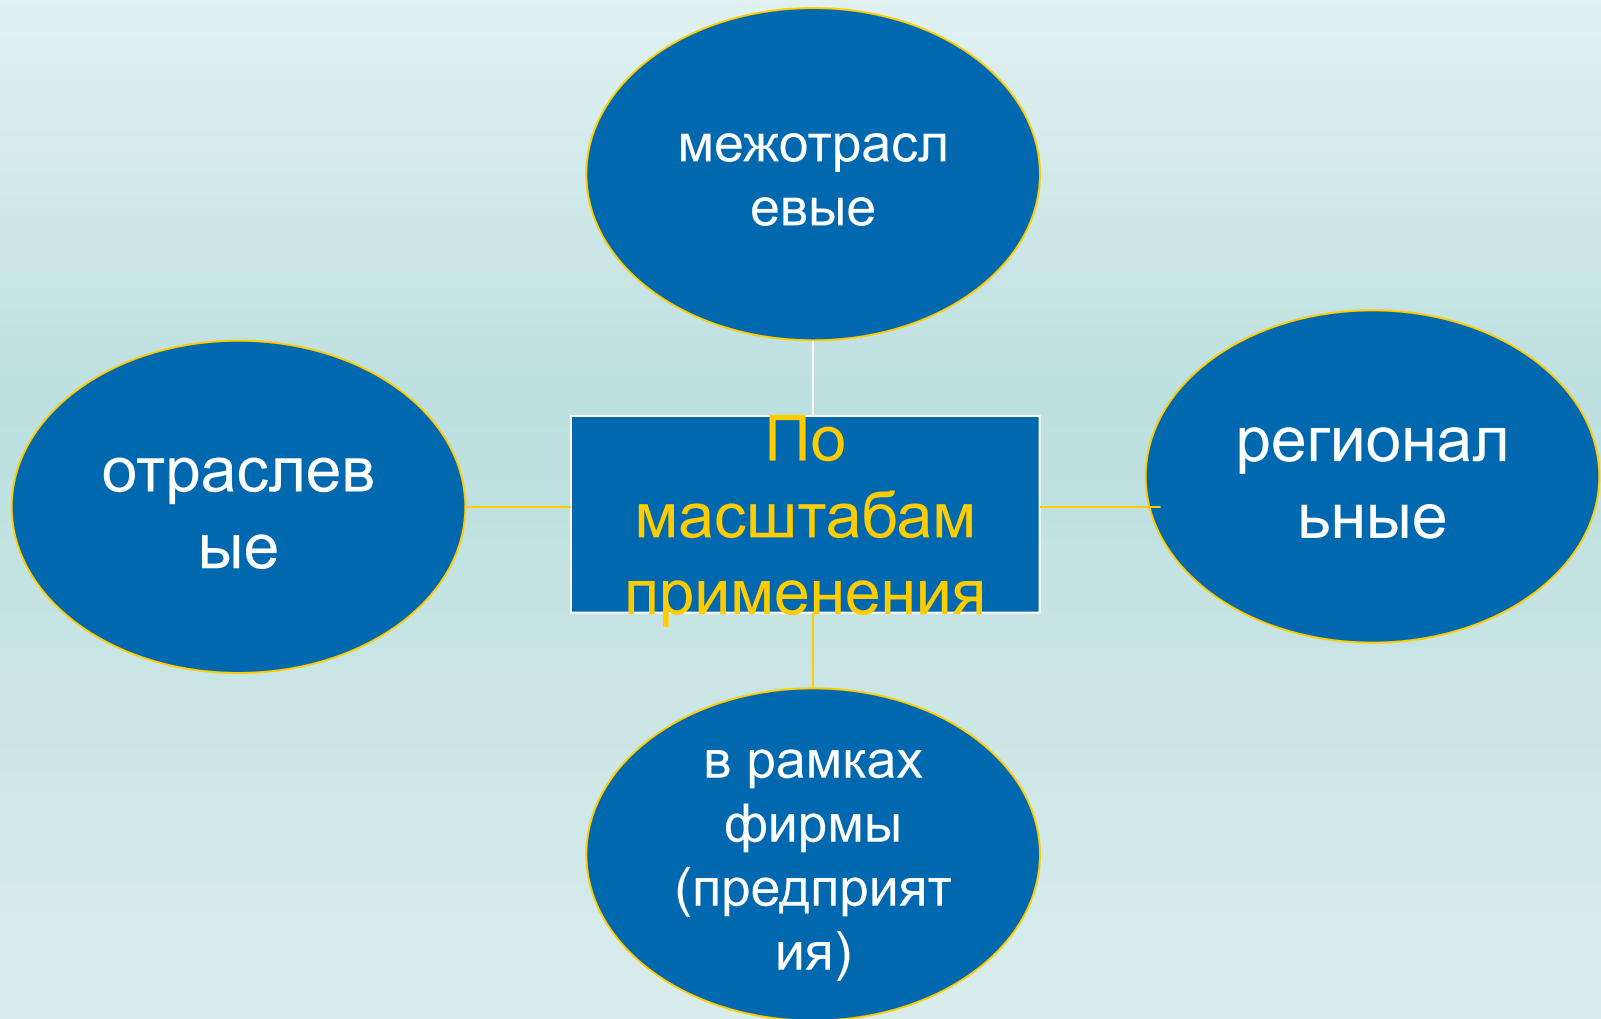 межотрасл
евые
отраслев
ые
По
масштабам
применения
регионал
ьные
в рамках
фирмы
(предприят
ия)